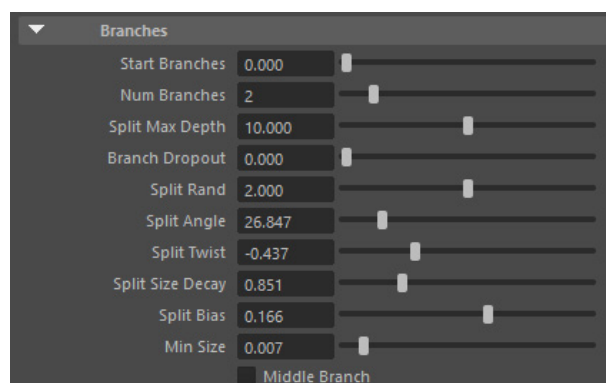 Branches
Start Branches 0.000
Num Branches 2
Split Max Depth 10.000
Branch Dropout 0.000
Split Rand 2.000
Split Angle 26.847
Split Twist -0.437
Split Size Decay 0.851
Split Bias 0.166
Min Size 0.007
Middle Branch